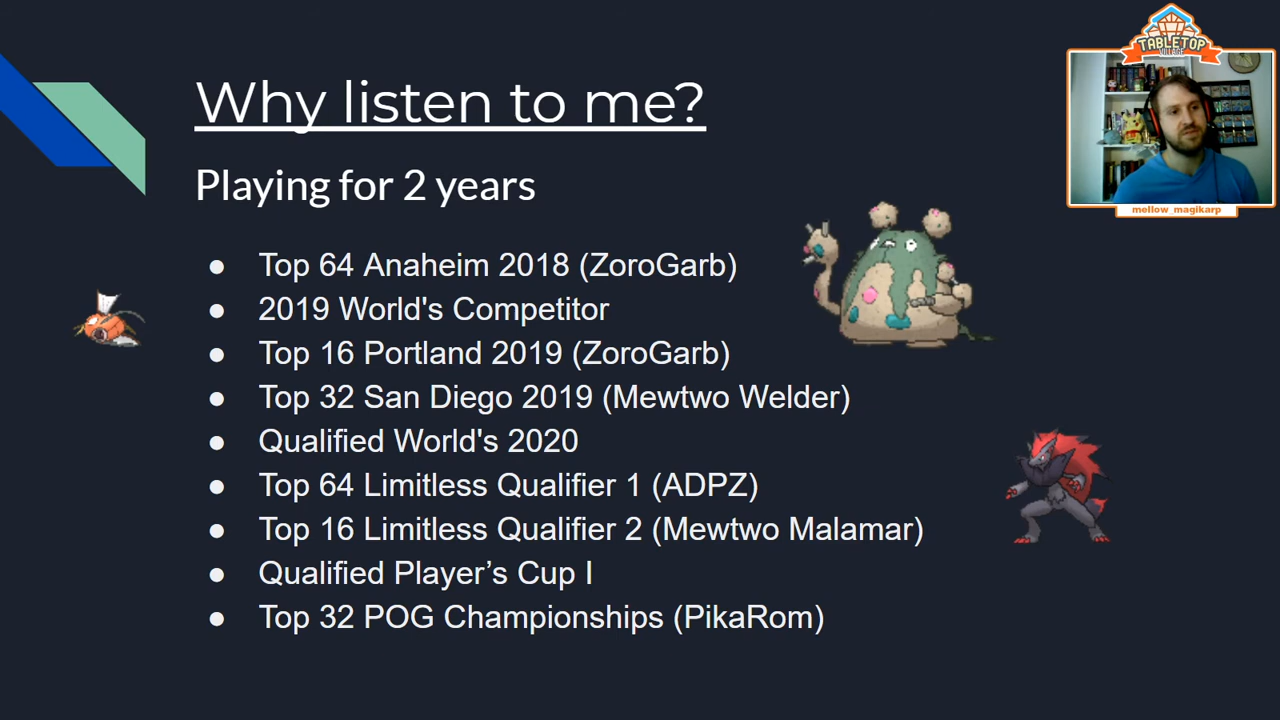 TABLETOP
VILLAGE
Why listen to me?
mellow_magikarp
Playing for 2 years
● Top 64 Anaheim 2018 (ZoroGarb)
● 2019 World's Competitor
● Top 16 Portland 2019 (ZoroGarb)
● Top 32 San Diego 2019 (Mewtwo Welder)
● Qualified World's 2020
● Top 64 Limitless Qualifier 1 (ADPZ)
● Top 16 Limitless Qualifier 2 (Mewtwo Malamar)
● Qualified Player’s Cup I
● Top 32 POG Championships (PikaRom)